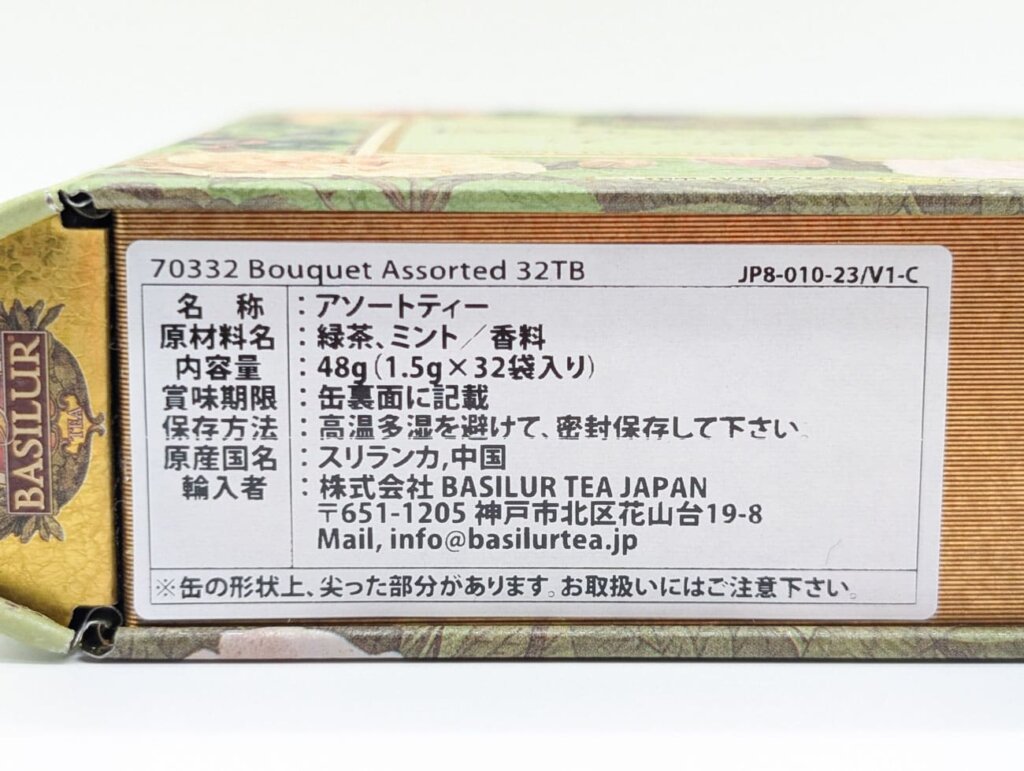 70332 Bouquet Assorted 32TB
JP8-010-23/V1-C
名 称 : アソートティー
原材料名 : 緑茶、ミント／香料
内容量 : 48g(1.5g×32袋入り)
賞味期限 : 缶裏面に記載
保存方法 : 高温多湿を避けて、密封保存して下さい。
原産国名 : スリランカ,中国
輸入者 : 株式会社 BASILUR TEA JAPAN
〒651-1205 神戸市北区花山台19-8
Mail, info@basilurtea.jp
※缶の形状上、尖った部分があります。お取扱いにはご注意下さい。
BASILUR
TEA